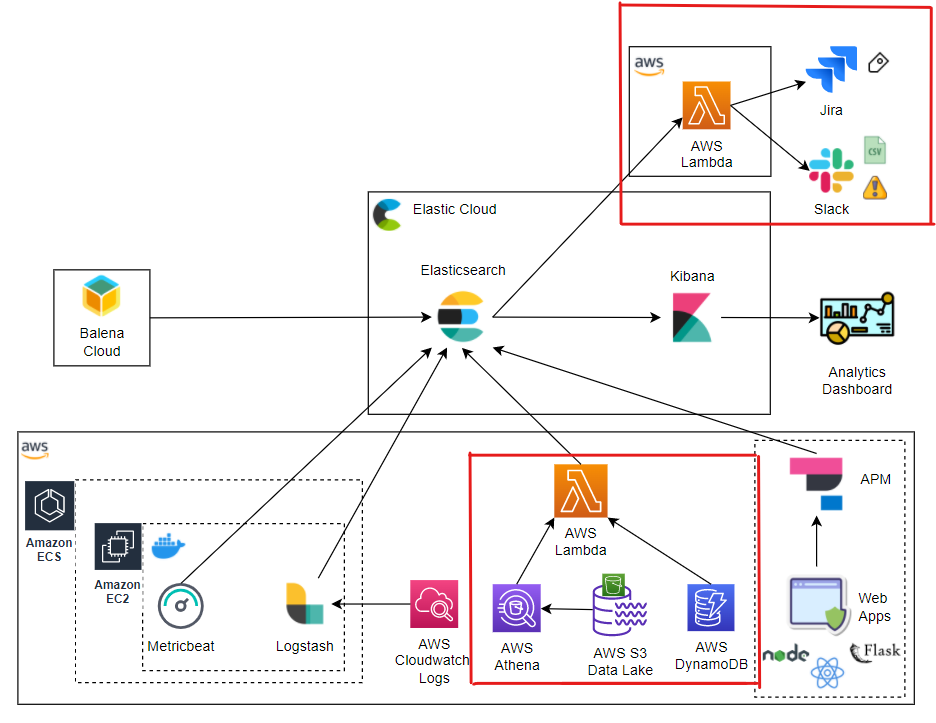 aws
AWS
Lambda
Jira
CSV
Slack
Elastic Cloud
Elasticsearch
Kibana
Balena
Cloud
Analytics
Dashboard
aws
Amazon
ECS
Amazon
EC2
Metricbeat
Logstash
AWS
Cloudwatch
Logs
AWS
Lambda
AWS
Athena
AWS S3
Data Lake
AWS
DynamoDB
APM
Web
Apps
node
Flask